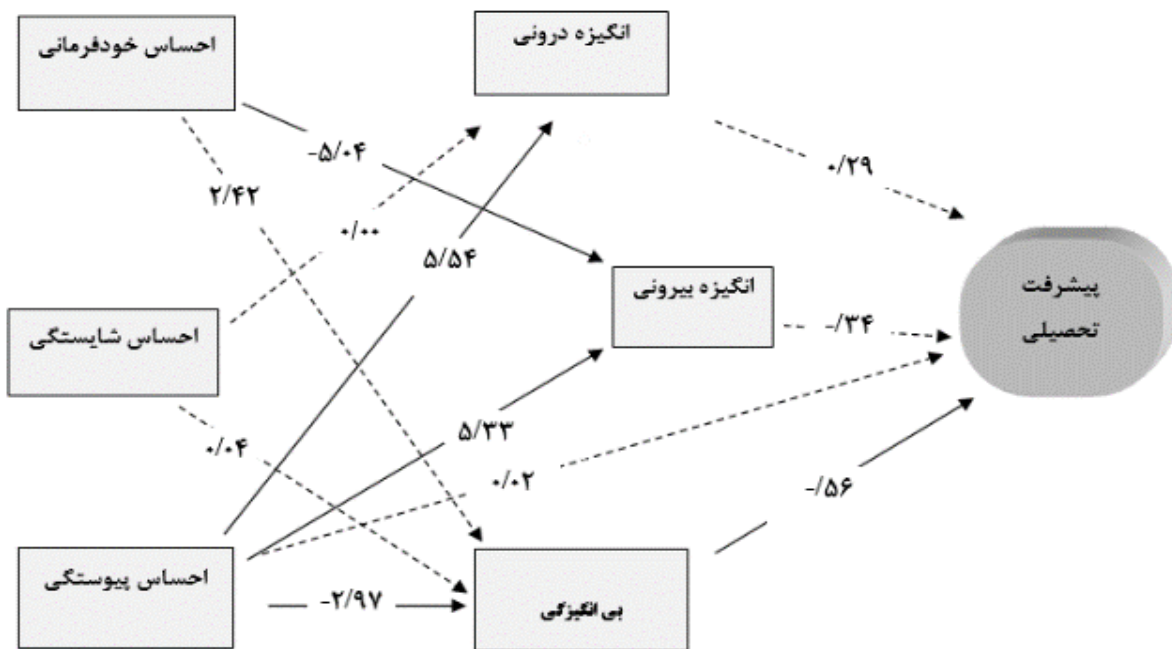 احساس خودفرمانی
انگیزه درونی
-۵/۰۴
۰/۲۹
۲/۴۲
۰/۰۰
۵/۵۴
انگیزه بیرونی
پیشرفت
تحصیلی
احساس شایستگی
-/۳۴
۵/۳۳
۰/۰۴
۰/۰۲
-/۵۶
احساس پیوستگی
-۲/۹۷
بی انگیزگی